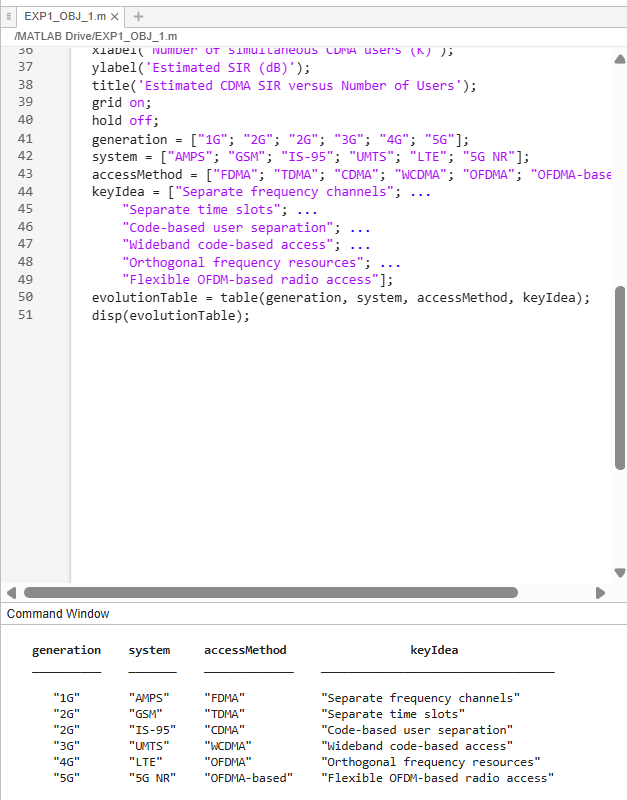 EXP1_OBJ_1.m × +
/MATLAB Drive/EXP1_OBJ_1.m
36 xlabel('Number of simultaneous CDMA users (K)');
37 ylabel('Estimated SIR (dB)');
38 title('Estimated CDMA SIR versus Number of Users');
39 grid on;
40 hold off;
41 generation = ["1G"; "2G"; "2G"; "3G"; "4G"; "5G"];
42 system = ["AMPS"; "GSM"; "IS-95"; "UMTS"; "LTE"; "5G NR"];
43 accessMethod = ["FDMA"; "TDMA"; "CDMA"; "WCDMA"; "OFDMA"; "OFDMA-base
44 keyIdea = ["Separate frequency channels"; ...
45 "Separate time slots"; ...
46 "Code-based user separation"; ...
47 "Wideband code-based access"; ...
48 "Orthogonal frequency resources"; ...
49 "Flexible OFDM-based radio access"];
50 evolutionTable = table(generation, system, accessMethod, keyIdea);
51 disp(evolutionTable);
Command Window
generation system accessMethod keyIdea
"1G" "AMPS" "FDMA" "Separate frequency channels"
"2G" "GSM" "TDMA" "Separate time slots"
"2G" "IS-95" "CDMA" "Code-based user separation"
"3G" "UMTS" "WCDMA" "Wideband code-based access"
"4G" "LTE" "OFDMA" "Orthogonal frequency resources"
"5G" "5G NR" "OFDMA-based" "Flexible OFDM-based radio access"